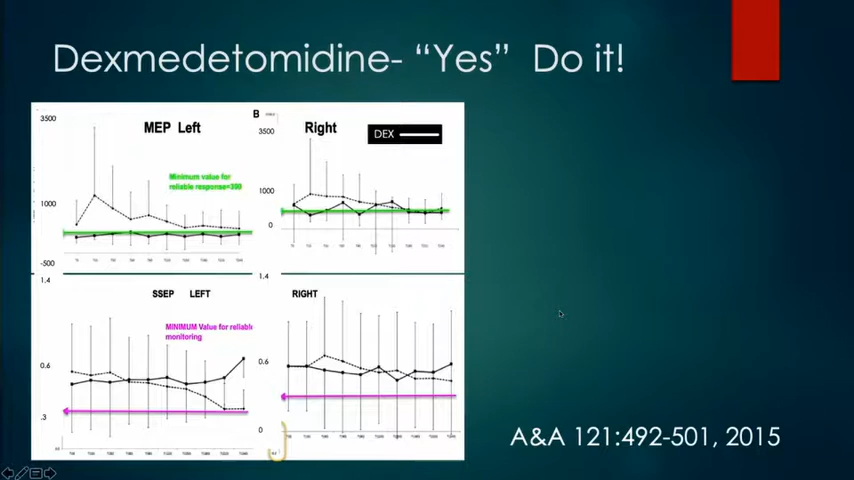 Dexmedetomidine- “Yes” Do it!
3500
MEP Left
Minimum value for
reliable response=300
1000
-500
B
3500
Right
DEX
1000
0
1.4
SSEP LEFT
MINIMUM Value for reliable
monitoring
0.6
.3
1.4
RIGHT
0.6
0
A&A 121:492-501, 2015